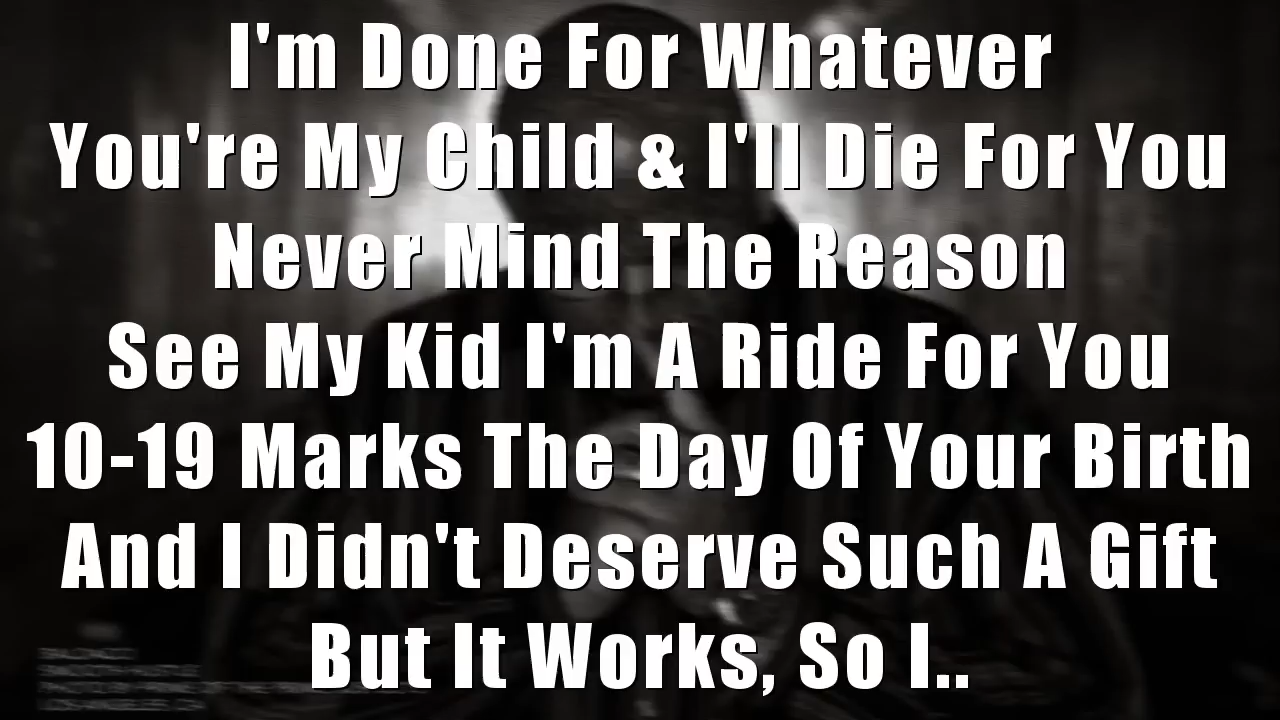 I'm Done For Whatever
You're My Child & I'll Die For You
Never Mind The Reason
See My Kid I'm A Ride For You
10-19 Marks The Day Of Your Birth
And I Didn't Deserve Such A Gift
But It Works, So I..